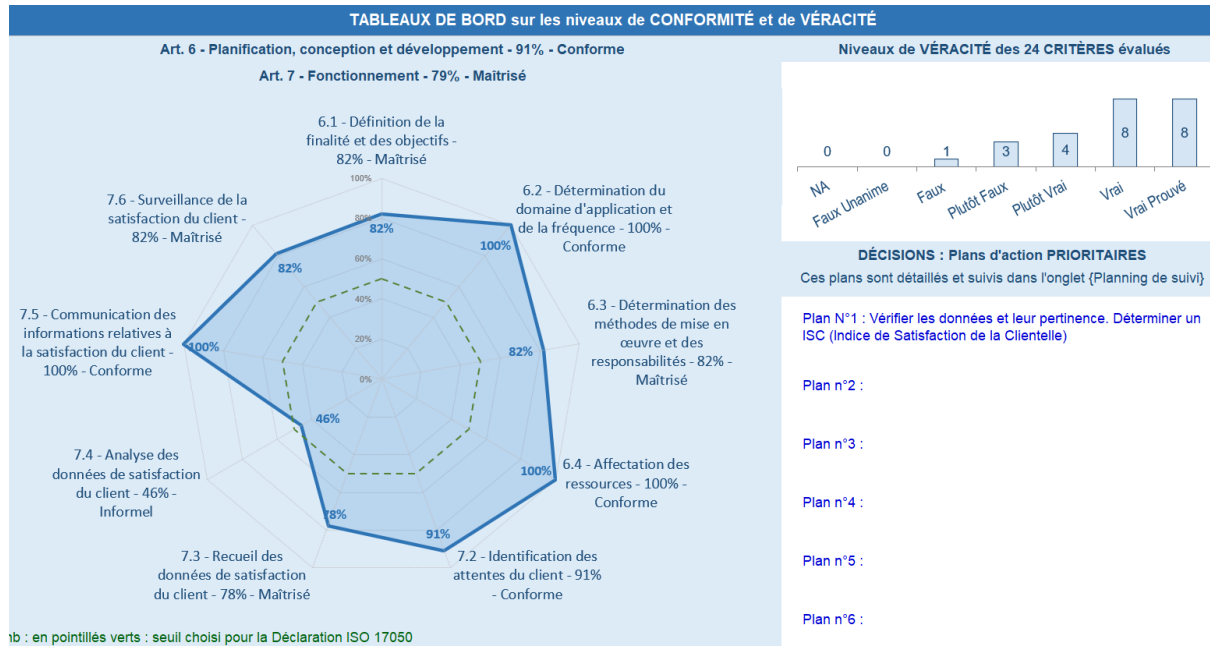 TABLEAUX DE BORD sur les niveaux de CONFORMITÉ et de VÉRACITÉ
Art. 6 - Planification, conception et développement - 91% - Conforme
Art. 7 - Fonctionnement - 79% - Maîtrisé
6.1 - Définition de la
finalité et des objectifs -
82% - Maîtrisé
6.2 - Détermination du
domaine d'application et
de la fréquence - 100% -
Conforme
6.3 - Détermination des
méthodes de mise en
œuvre et des
responsabilités - 82% -
Maîtrisé
6.4 - Affectation des
ressources - 100% -
Conforme
7.2 - Identification des
attentes du client - 91%
- Conforme
7.3 - Recueil des
données de satisfaction
du client - 78% - Maîtrisé
7.4 - Analyse des
données de satisfaction
du client - 46% -
Informel
7.5 - Communication des
informations relatives à
la satisfaction du client -
100% - Conforme
7.6 - Surveillance de la
satisfaction du client -
82% - Maîtrisé
100%
80%
60%
40%
20%
0%
82%
100%
82%
100%
91%
78%
46%
100%
82%
nb : en pointillés verts : seuil choisi pour la Déclaration ISO 17050
Niveaux de VÉRACITÉ des 24 CRITÈRES évalués
0
0
1
3
4
8
8
NA
Faux Unanime
Faux
Plutôt Faux
Plutôt Vrai
Vrai
Vrai Prouvé
DÉCISIONS : Plans d'action PRIORITAIRES
Ces plans sont détaillés et suivis dans l'onglet {Planning de suivi}
Plan N°1 : Vérifier les données et leur pertinence. Déterminer un
ISC (Indice de Satisfaction de la Clientelle)
Plan n°2 :
Plan n°3 :
Plan n°4 :
Plan n°5 :
Plan n°6 :